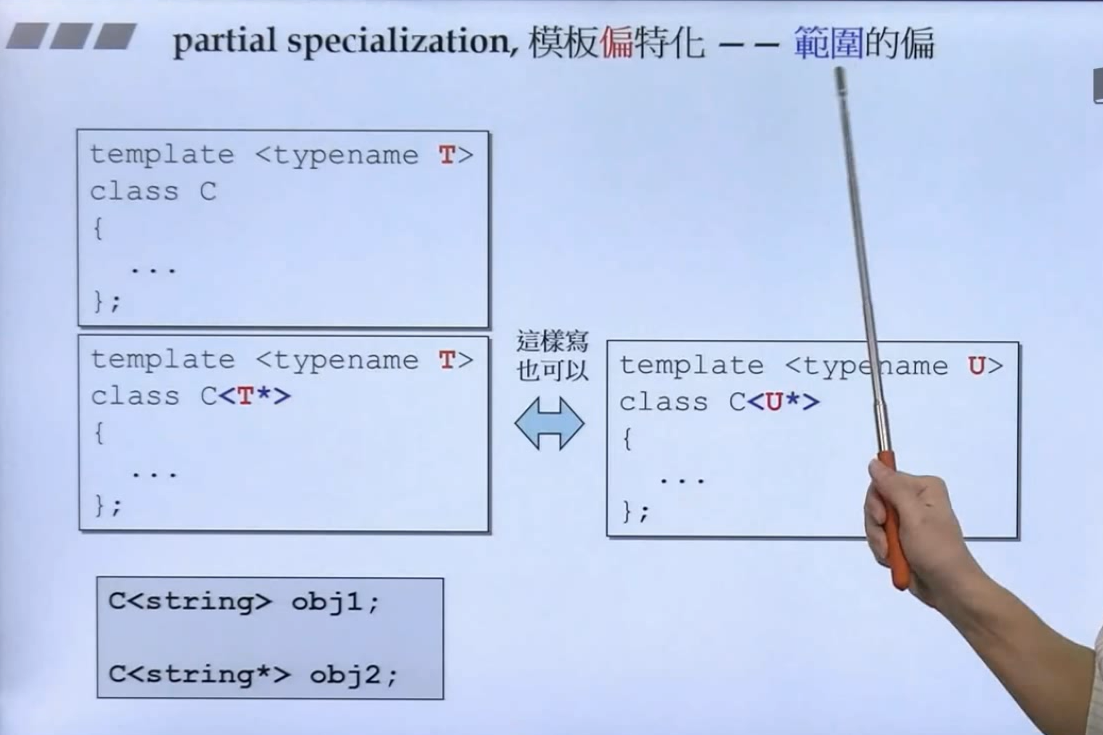 partial specialization, 模板偏特化 —— 範圍的偏
template <typename T>
class C
{
...
};
template <typename T>
class C<T*>
{
...
};
這樣寫
也可以
template <typename U>
class C<U*>
{
...
};
C<string> obj1;
C<string*> obj2;